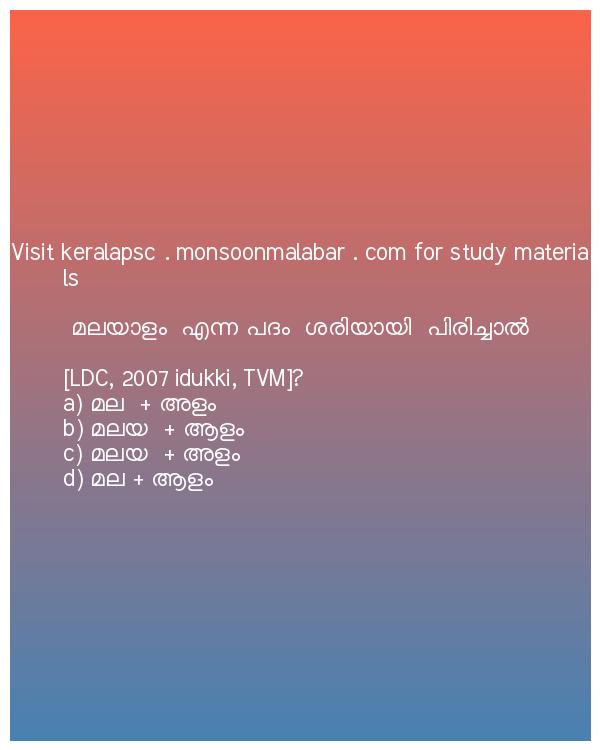 Visit keralapsc . monsoonmalabar . com for study materia
ls
മലയാളം എന്ന പദം ശരിയായി പിരിച്ചാൽ
[LDC, 2007 idukki, TVM]?
a) മല + അളം
b) മലയ + ആളം
c) മലയ + അളം
d) മല + ആളം